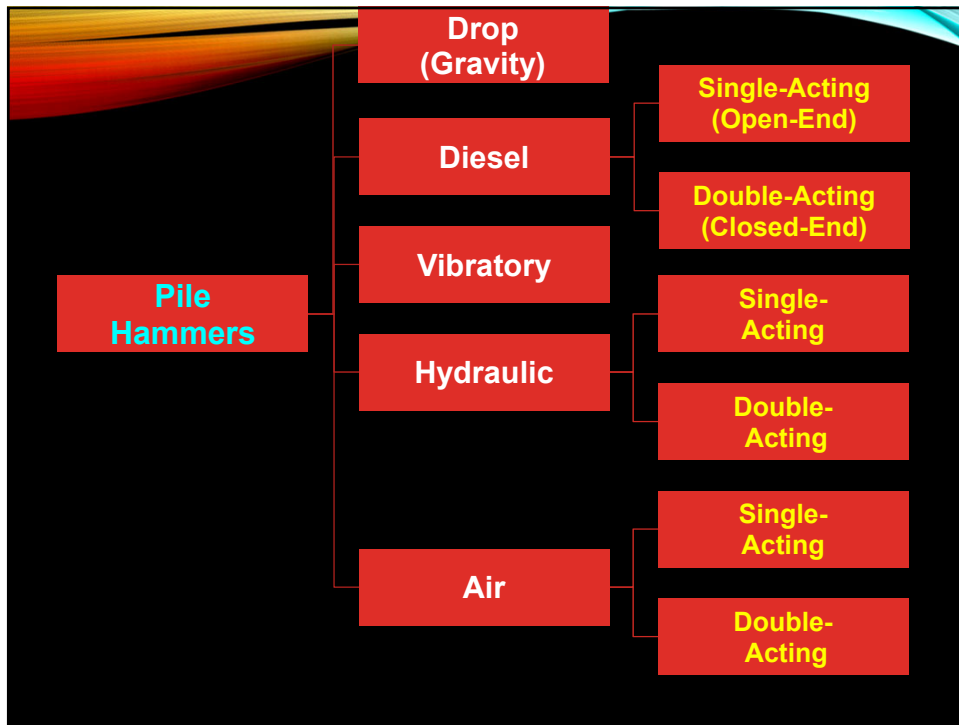 Drop
(Gravity)
Single-Acting
(Open-End)
Diesel
Double-Acting
(Closed-End)
Vibratory
Pile
Hammers
Single-
Acting
Hydraulic
Double-
Acting
Single-
Acting
Air
Double-
Acting